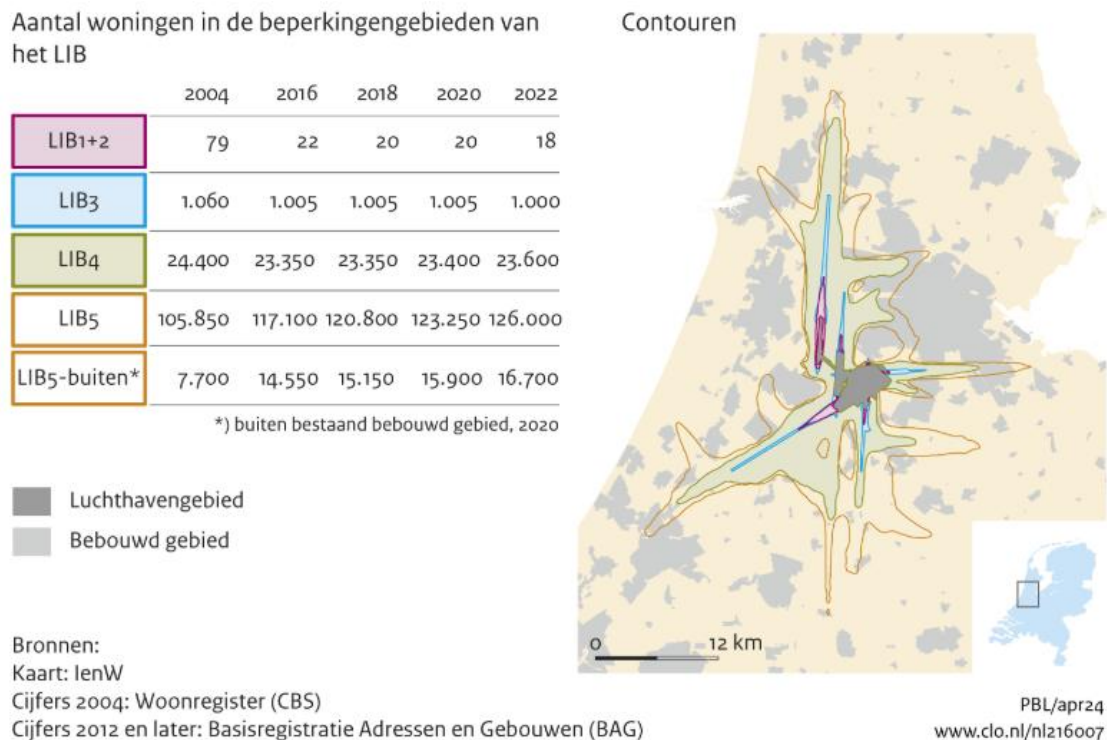 Aantal woningen in de beperkingengebieden van
het LIB
2004 2016 2018 2020 2022
LIB1+2 79 22 20 20 18
LIB3 1.060 1.005 1.005 1.005 1.000
LIB4 24.400 23.350 23.350 23.400 23.600
LIB5 105.850 117.100 120.800 123.250 126.000
LIB5-buiten* 7.700 14.550 15.150 15.900 16.700
*) buiten bestaand bebouwd gebied, 2020
Luchthavengebied
Bebouwd gebied
Bronnen:
Kaart: IenW
Cijfers 2004: Woonregister (CBS)
Cijfers 2012 en later: Basisregistratie Adressen en Gebouwen (BAG)
Contouren
0 12 km
PBL/apr24
www.clo.nl/nl216007